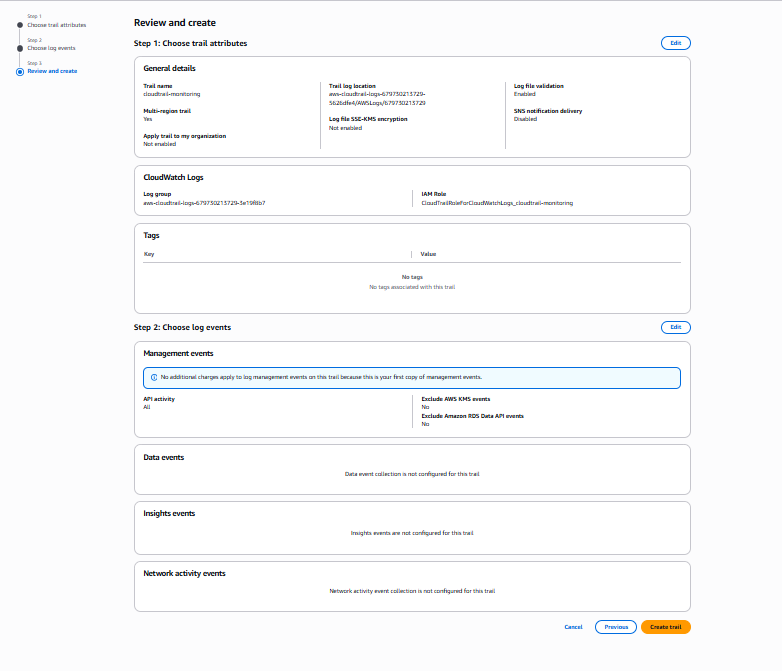 Step 1
Choose trail attributes
Step 2
Choose log events
Step 3
Review and create
Review and create
Step 1: Choose trail attributes
Edit
General details
Trail name
cloudtrail-monitoring
Multi-region trail
Yes
Apply trail to my organization
Not enabled
Trail log location
aws-cloudtrail-logs-679730213729-
5626dfe4/AWSLogs/679730213729
Log file SSE-KMS encryption
Not enabled
Log file validation
Enabled
SNS notification delivery
Disabled
CloudWatch Logs
Log group
aws-cloudtrail-logs-679730213729-3e19f8b7
IAM Role
CloudTrailRoleForCloudWatchLogs_cloudtrail-monitoring
Tags
Key
Value
No tags
No tags associated with this trail
Step 2: Choose log events
Edit
Management events
No additional charges apply to log management events on this trail because this is your first copy of management events.
API activity
All
Exclude AWS KMS events
No
Exclude Amazon RDS Data API events
No
Data events
Data event collection is not configured for this trail
Insights events
Insights events are not configured for this trail
Network activity events
Network activity event collection is not configured for this trail
Cancel
Previous
Create trail